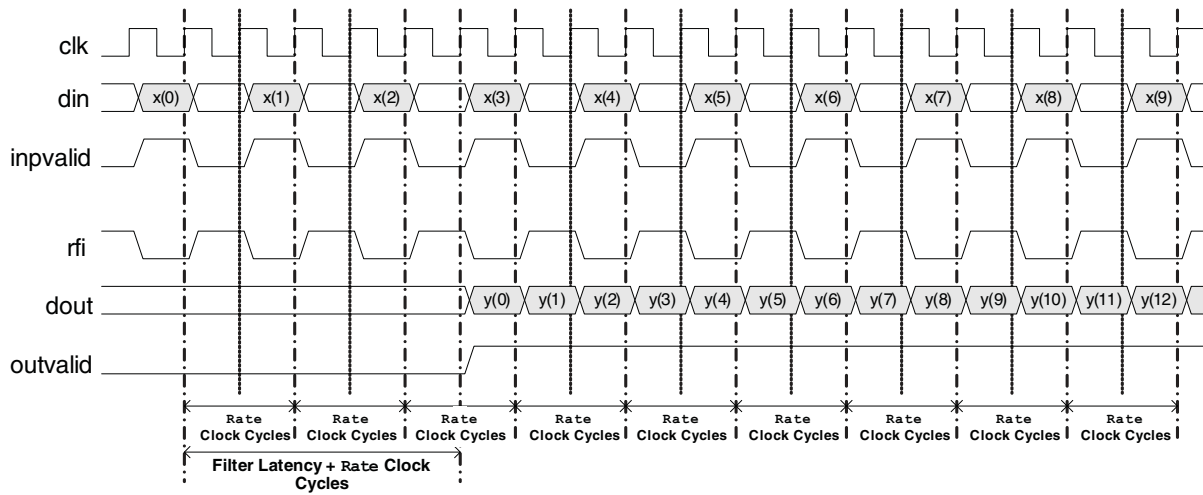 clk
din
x(0) x(1) x(2) x(3) x(4) x(5) x(6) x(7) x(8) x(9)
inpvalid
rfi
dout
y(0) y(1) y(2) y(3) y(4) y(5) y(6) y(7) y(8) y(9) y(10) y(11) y(12)
outvalid
Rate Rate Rate Rate Rate Rate Rate Rate Rate
Clock Cycles Clock Cycles Clock Cycles Clock Cycles Clock Cycles Clock Cycles Clock Cycles Clock Cycles Clock Cycles
Filter Latency + Rate Clock
Cycles